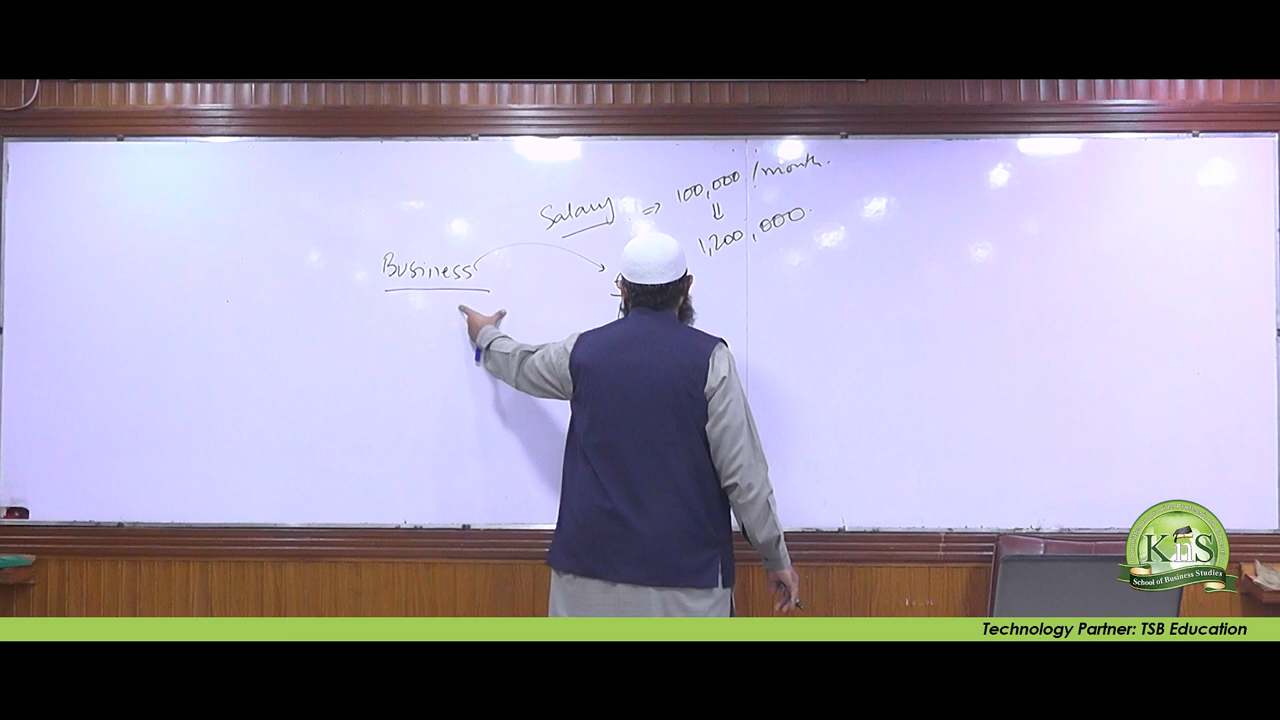 Salary ⇒ 100,000 /month.
⇓
1,200,000.
Business
KnS
School of Business Studies
Technology Partner: TSB Education